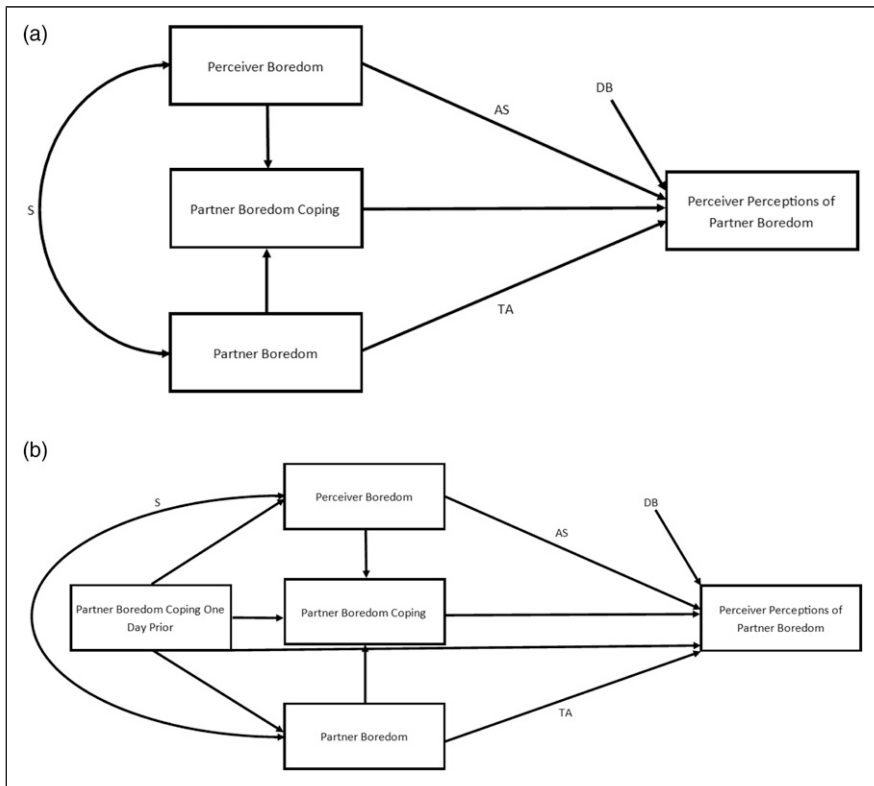 (a)
Perceiver Boredom
DB
AS
Partner Boredom Coping
Perceiver Perceptions of
Partner Boredom
S
TA
Partner Boredom
(b)
S
Perceiver Boredom
DB
AS
Partner Boredom Coping One
Day Prior
Partner Boredom Coping
Perceiver Perceptions of
Partner Boredom
TA
Partner Boredom